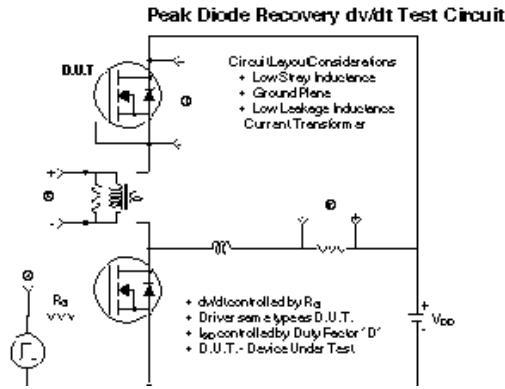 Peak Diode Recovery dv/dt Test Circuit
D.U.T
Circuit Layout Considerations
• Low Stray Inductance
• Ground Plane
• Low Leakage Inductance
Current Transformer
+
-
+
RG
• dv/dt controlled by RG
• Driver same type as D.U.T.
• ISD controlled by Duty Factor 'D'
• D.U.T. - Device Under Test
+
-
VDD